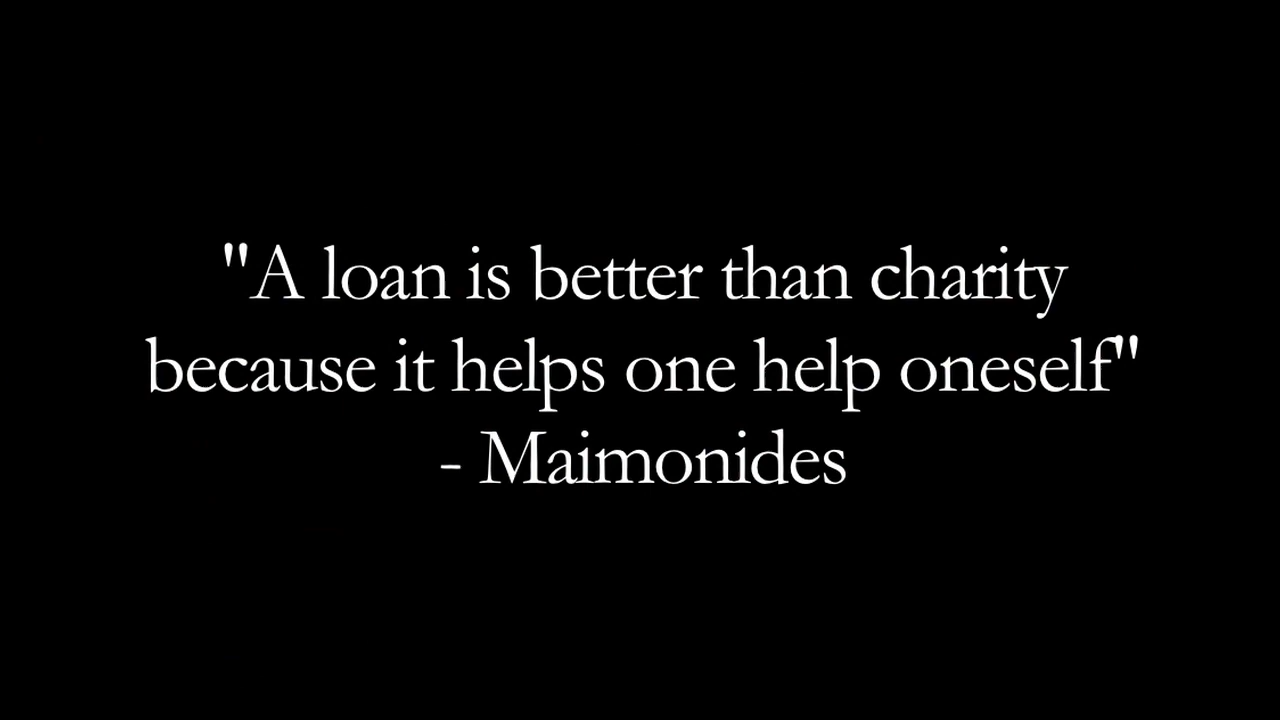 "A loan is better than charity
because it helps one help oneself"
- Maimonides